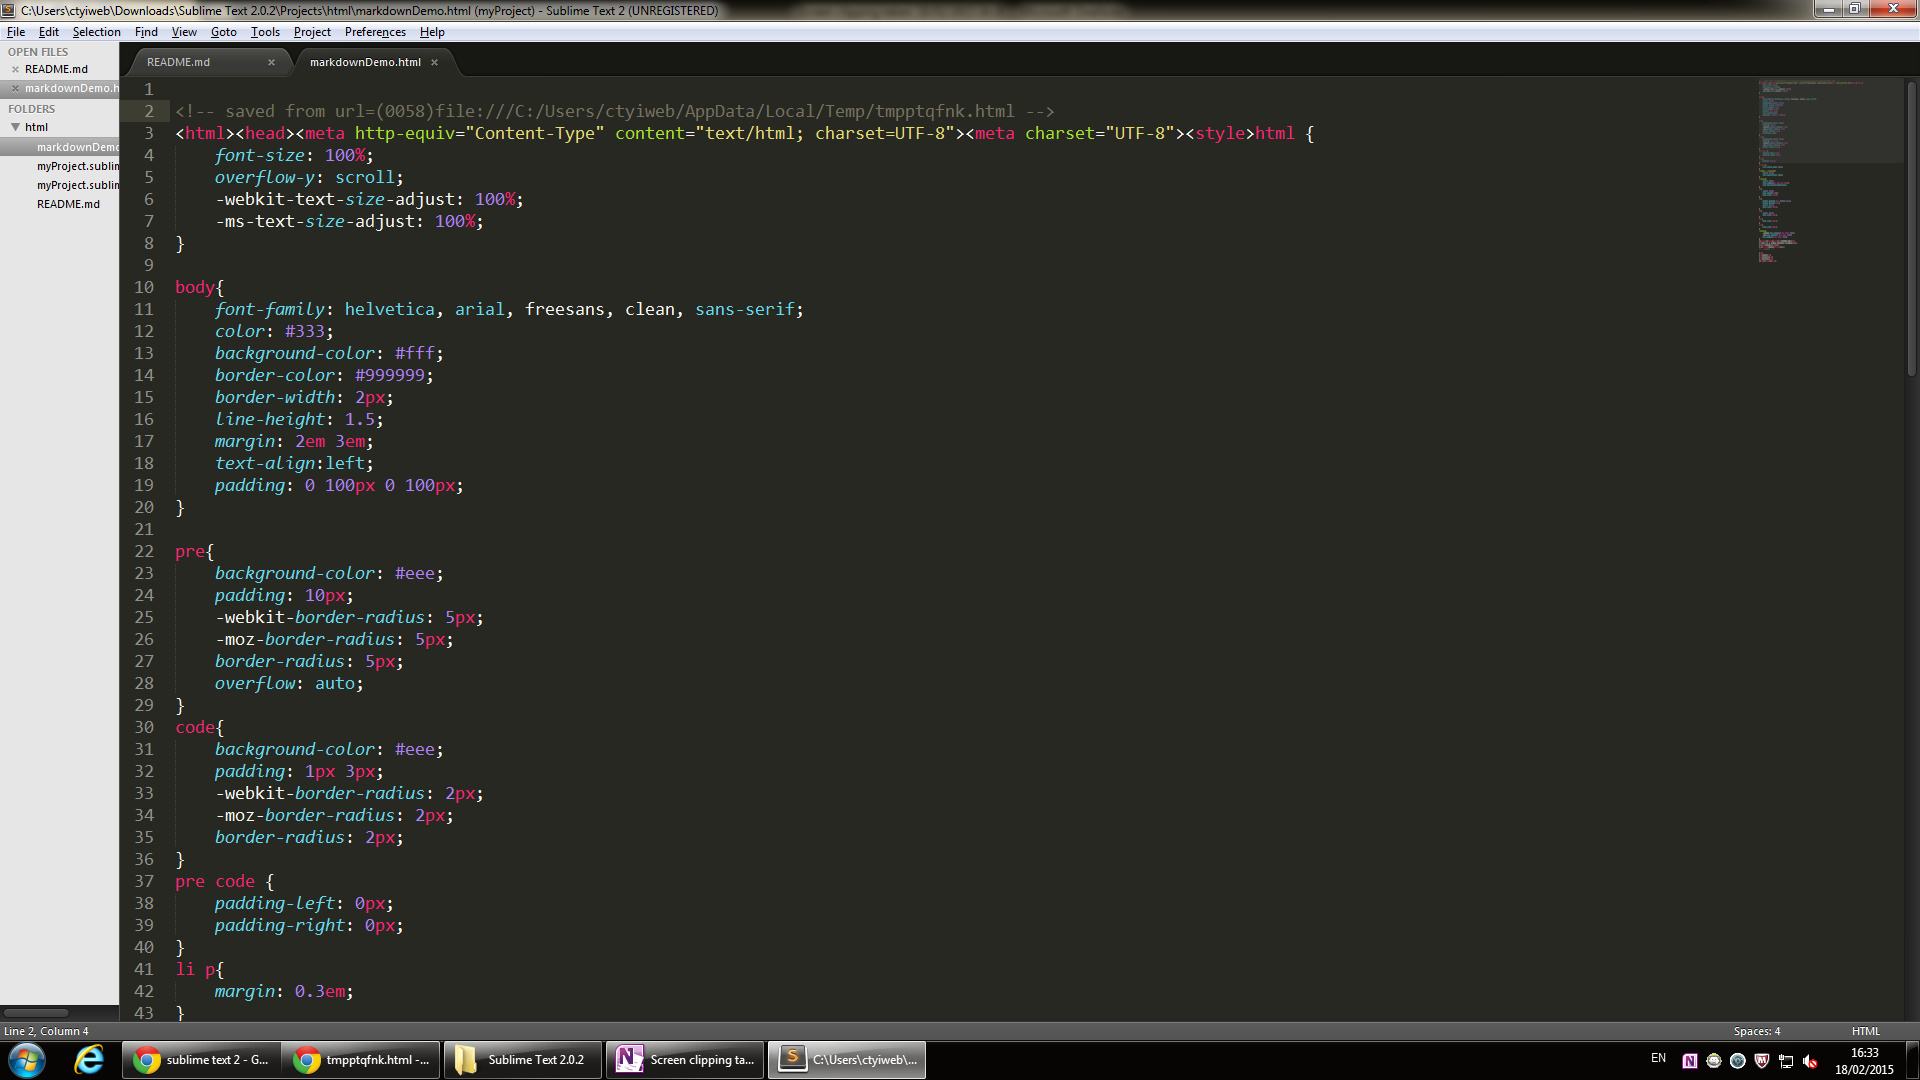 C:\Users\ctyiweb\Downloads\Sublime Text 2.0.2\Projects\html\markdownDemo.html (myProject) - Sublime Text 2 (UNREGISTERED)
File Edit Selection Find View Goto Tools Project Preferences Help
OPEN FILES
README.md
markdownDemo.h
FOLDERS
html
markdownDemo
myProject.sublim
myProject.sublim
README.md
README.md markdownDemo.html
1
2 <!-- saved from url=(0058)file:///C:/Users/ctyiweb/AppData/Local/Temp/tmpptqfnk.html -->
3 <html><head><meta http-equiv="Content-Type" content="text/html; charset=UTF-8"><meta charset="UTF-8"><style>html {
4 font-size: 100%;
5 overflow-y: scroll;
6 -webkit-text-size-adjust: 100%;
7 -ms-text-size-adjust: 100%;
8 }
9
10 body{
11 font-family: helvetica, arial, freesans, clean, sans-serif;
12 color: #333;
13 background-color: #fff;
14 border-color: #999999;
15 border-width: 2px;
16 line-height: 1.5;
17 margin: 2em 3em;
18 text-align:left;
19 padding: 0 100px 0 100px;
20 }
21
22 pre{
23 background-color: #eee;
24 padding: 10px;
25 -webkit-border-radius: 5px;
26 -moz-border-radius: 5px;
27 border-radius: 5px;
28 overflow: auto;
29 }
30 code{
31 background-color: #eee;
32 padding: 1px 3px;
33 -webkit-border-radius: 2px;
34 -moz-border-radius: 2px;
35 border-radius: 2px;
36 }
37 pre code {
38 padding-left: 0px;
39 padding-right: 0px;
40 }
41 li p{
42 margin: 0.3em;
43 }
Line 2, Column 4 Spaces: 4 HTML
sublime text 2 - G... tmpptqfnk.html -... Sublime Text 2.0.2 Screen clipping ta... C:\Users\ctyiweb\... EN 16:33
18/02/2015